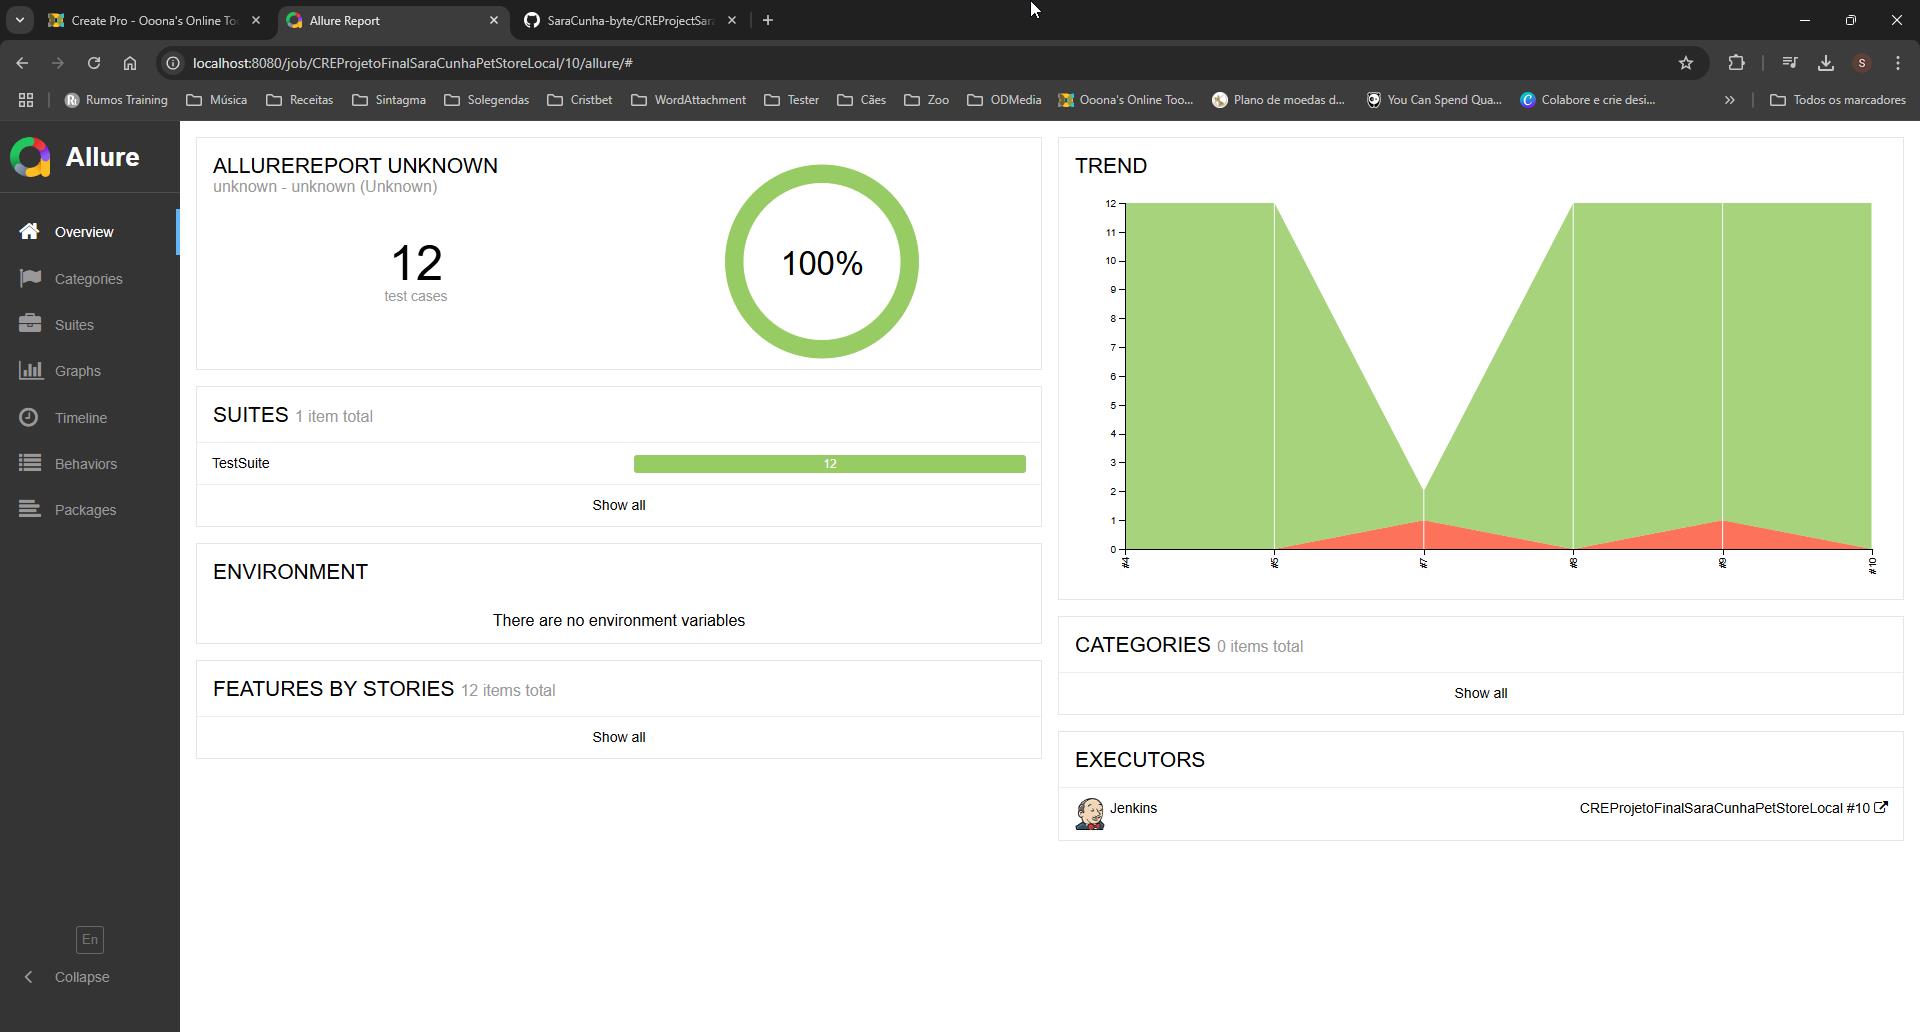 Create Pro - Ooona's Online To
Allure Report
SaraCunha-byte/CREProjectSara
localhost:8080/job/CREProjetoFinalSaraCunhaPetStoreLocal/10/allure/#
S
Rumos Training
Música
Receitas
Sintagma
Solegendas
Cristbet
WordAttachment
Tester
Cães
Zoo
ODMedia
Ooona's Online Too...
Plano de moedas d...
You Can Spend Qua...
Colabore e crie desi...
»
Todos os marcadores
Allure
Overview
Categories
Suites
Graphs
Timeline
Behaviors
Packages
En
Collapse
ALLUREREPORT UNKNOWN
unknown - unknown (Unknown)
12
test cases
100%
SUITES 1 item total
TestSuite
12
Show all
ENVIRONMENT
There are no environment variables
FEATURES BY STORIES 12 items total
Show all
TREND
12
11
10
9
8
7
6
5
4
3
2
1
0
#4
#5
#7
#8
#9
#10
CATEGORIES 0 items total
Show all
EXECUTORS
Jenkins
CREProjetoFinalSaraCunhaPetStoreLocal #10